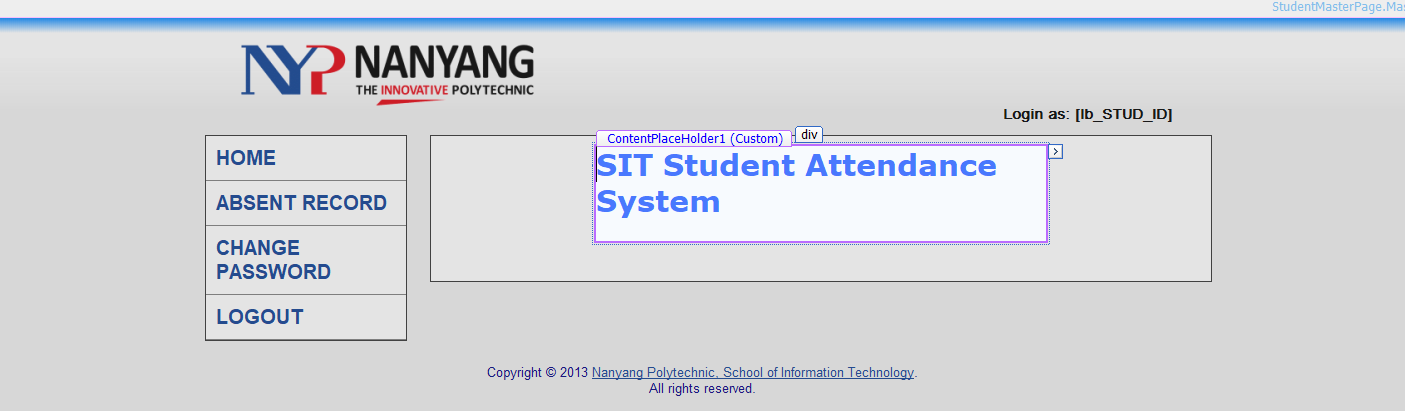 StudentMasterPage.Mas
NYP NANYANG
THE INNOVATIVE POLYTECHNIC
Login as: [lb_STUD_ID]
HOME
ABSENT RECORD
CHANGE
PASSWORD
LOGOUT
ContentPlaceHolder1 (Custom)
div
SIT Student Attendance
System
Copyright © 2013 Nanyang Polytechnic, School of Information Technology.
All rights reserved.